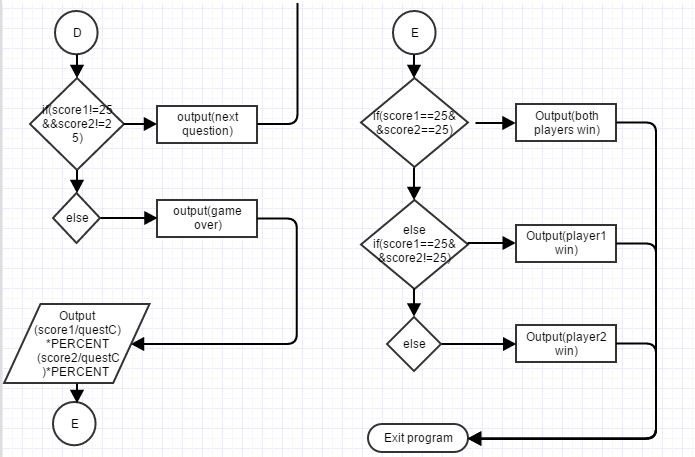 D
if(score1!=25
&&score2!=2
5)
output(next
question)
else
output(game
over)
Output
(score1/questC)
*PERCENT
(score2/questC
)*PERCENT
E
E
if(score1==25&
&score2==25)
Output(both
players win)
else
if(score1==25&
&score2!=25)
Output(player1
win)
else
Output(player2
win)
Exit program